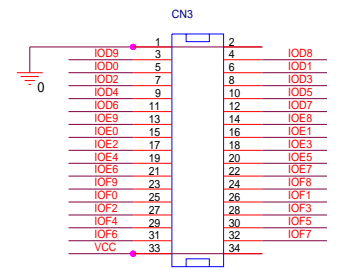 CN3
1 2
IOD9 3 4 IOD8
IOD0 5 6 IOD1
IOD2 7 8 IOD3
IOD4 9 10 IOD5
IOD6 11 12 IOD7
IOE9 13 14 IOE8
IOE0 15 16 IOE1
IOE2 17 18 IOE3
IOE4 19 20 IOE5
IOE6 21 22 IOE7
IOF9 23 24 IOF8
IOF0 25 26 IOF1
IOF2 27 28 IOF3
IOF4 29 30 IOF5
IOF6 31 32 IOF7
VCC 33 34
0